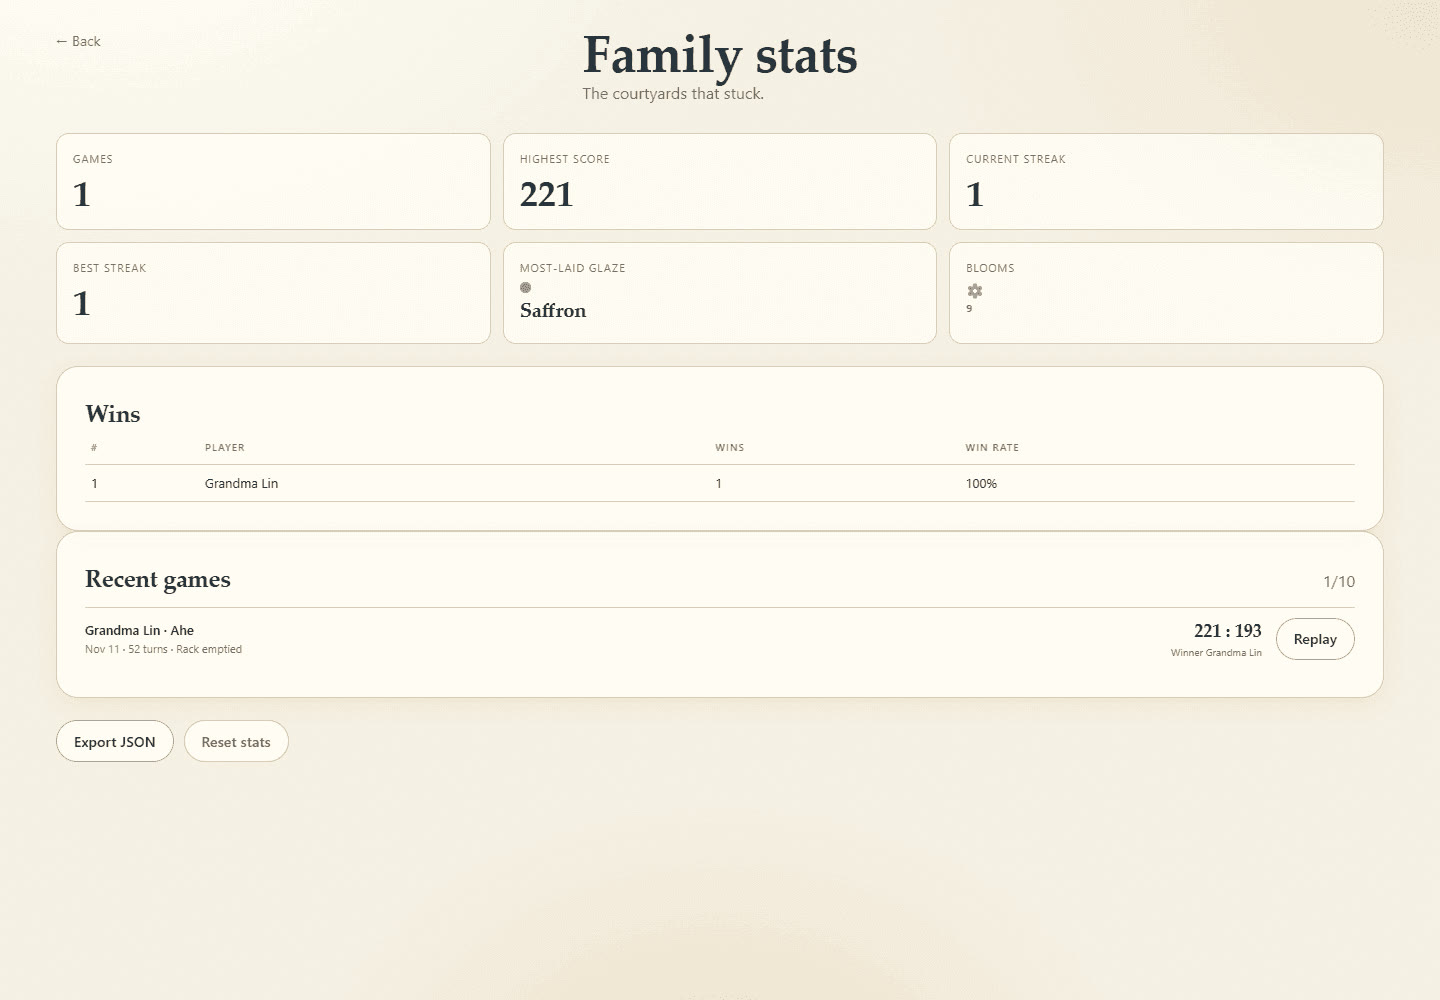 ← Back
Family stats
The courtyards that stuck.
GAMES
1
HIGHEST SCORE
221
CURRENT STREAK
1
BEST STREAK
1
MOST-LAID GLAZE
Saffron
BLOOMS
9
Wins
# PLAYER WINS WIN RATE
1 Grandma Lin 1 100%
Recent games 1/10
Grandma Lin · Ahe
Nov 11 · 52 turns · Rack emptied
221 : 193
Winner Grandma Lin
Replay
Export JSON
Reset stats